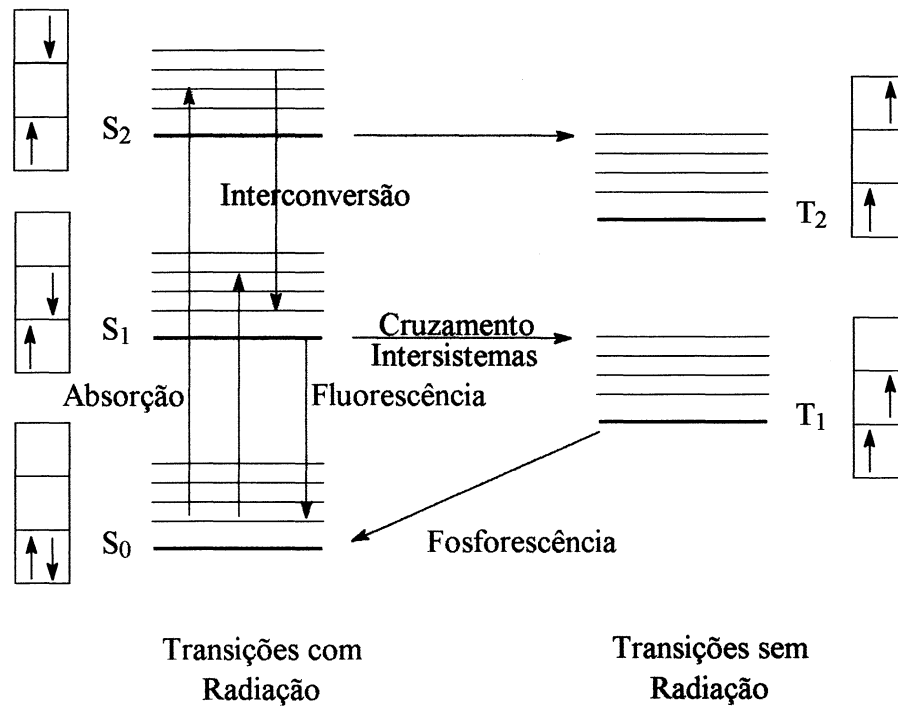 S2
Interconversão
T2
S1
Cruzamento
Intersistemas
Absorção
Fluorescência
T1
S0
Fosforescência
Transições com
Radiação
Transições sem
Radiação